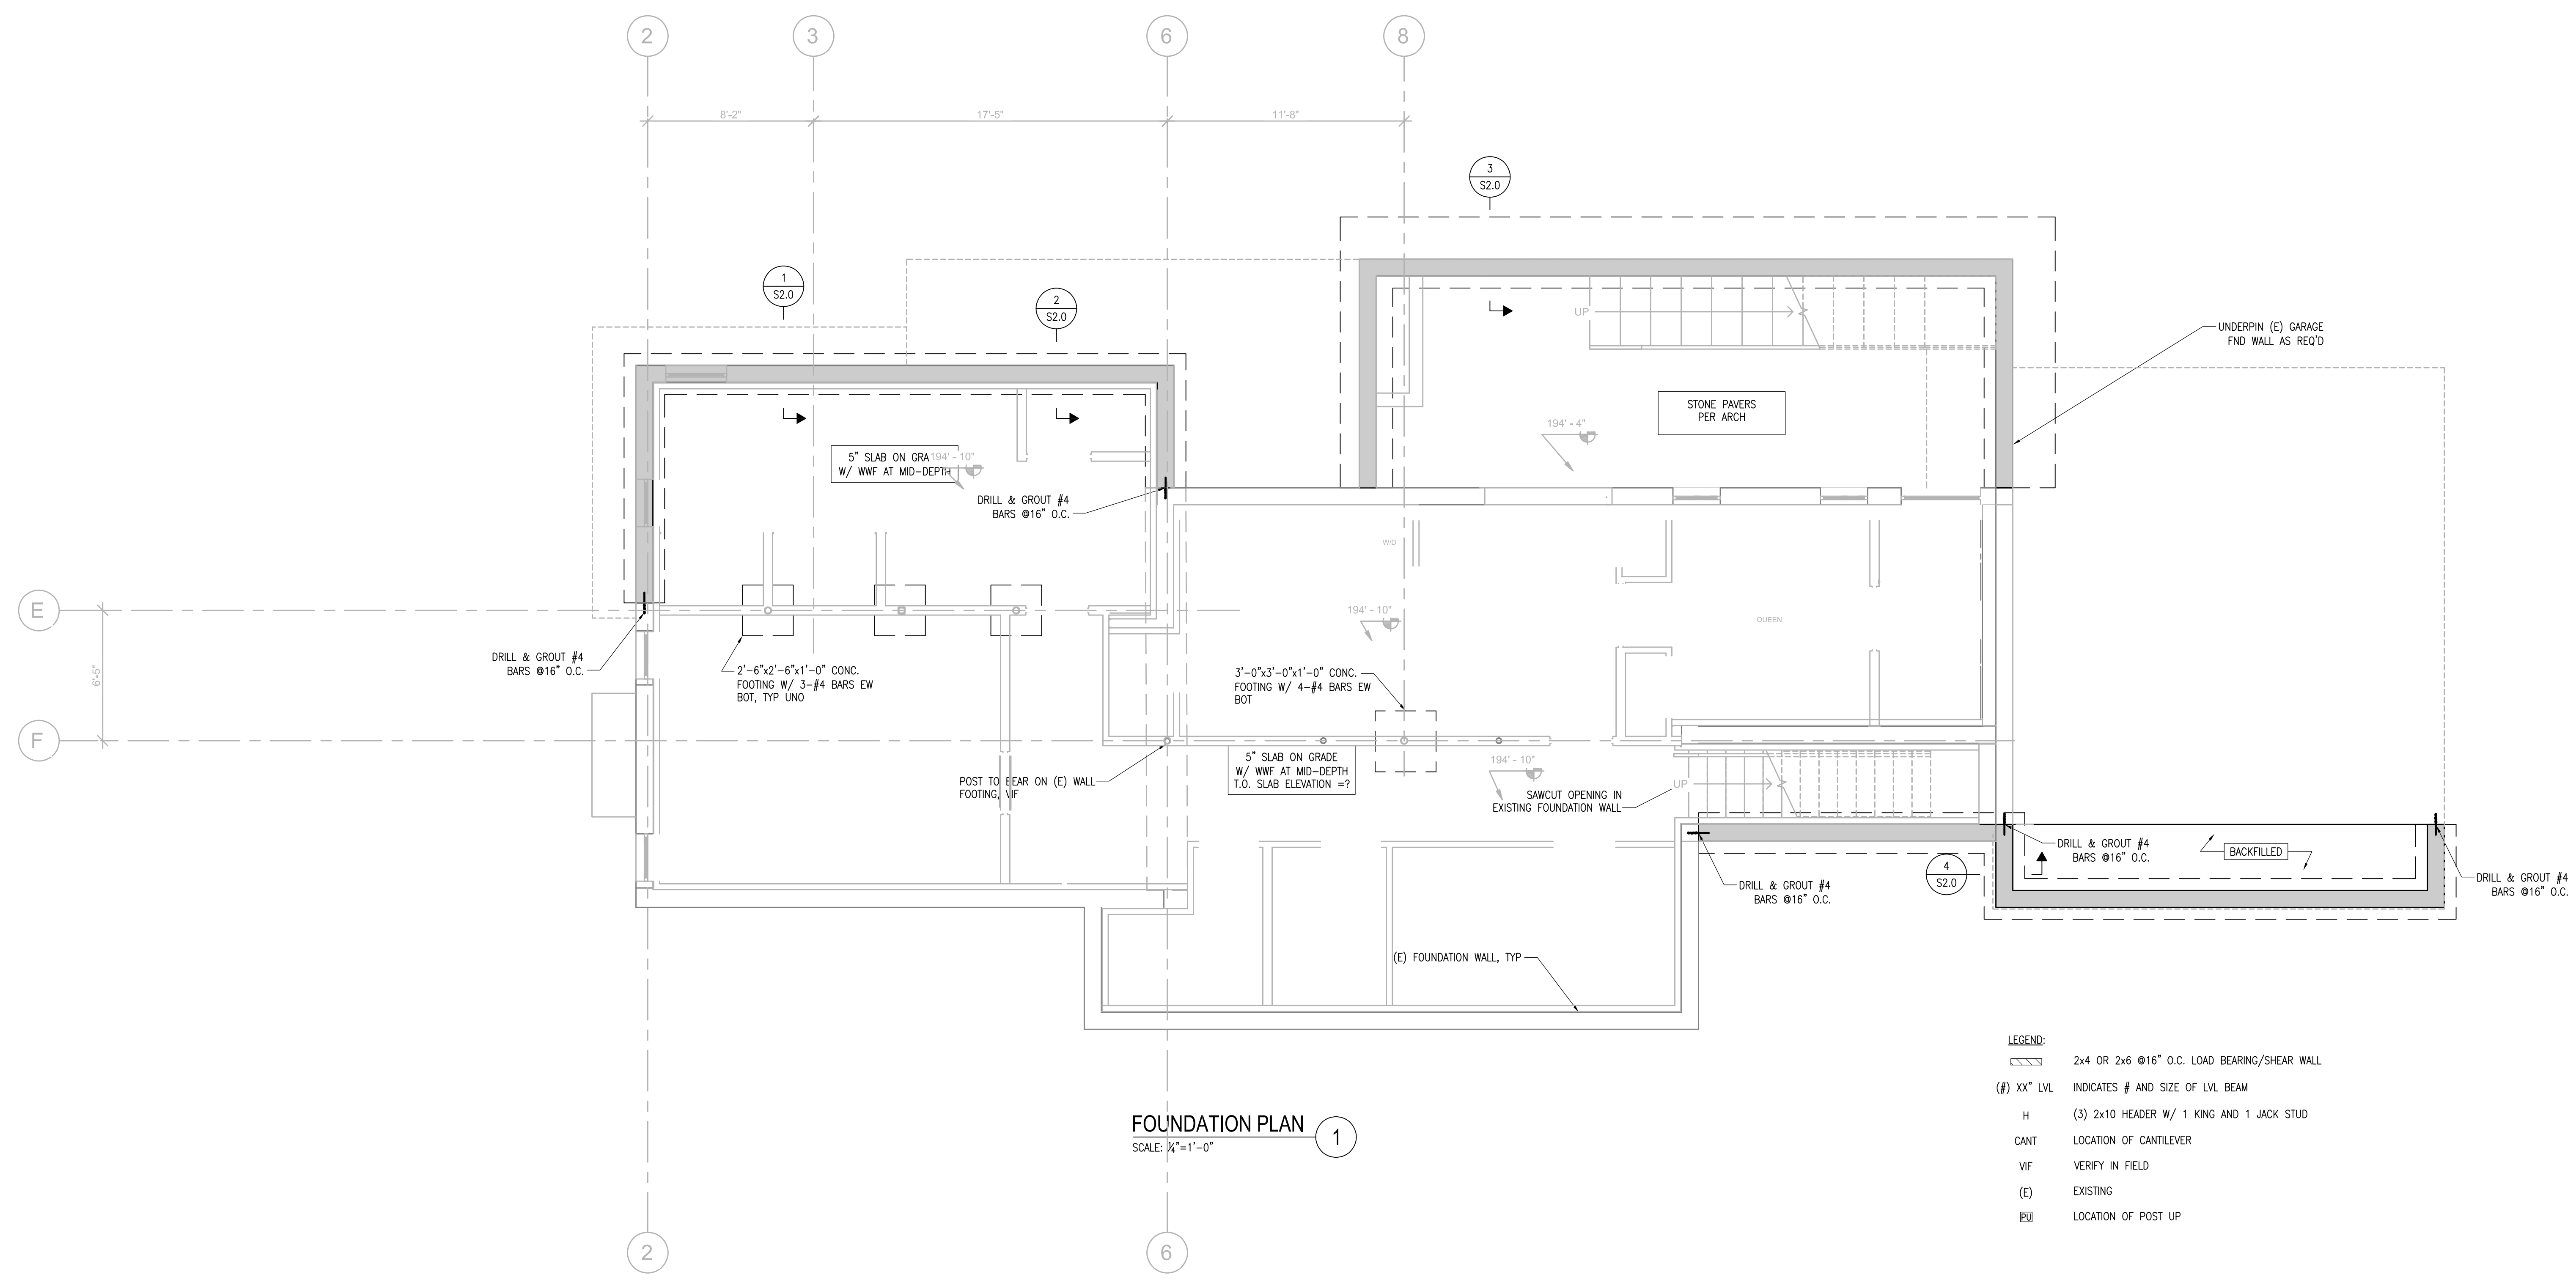 2
3
6
8
8'-2"
17'-5"
11'-8"
3
S2.0
1
S2.0
2
S2.0
UP
UNDERPIN (E) GARAGE
FND WALL AS REQ'D
STONE PAVERS
PER ARCH
194' - 4"
5" SLAB ON GRA
W/ WWF AT MID-DEPTH
194' - 10"
DRILL & GROUT #4
BARS @16" O.C.
W/D
E
194' - 10"
QUEEN
DRILL & GROUT #4
BARS @16" O.C.
6'-5"
2'-6"x2'-6"x1'-0" CONC.
FOOTING W/ 3-#4 BARS EW
BOT, TYP UNO
3'-0"x3'-0"x1'-0" CONC.
FOOTING W/ 4-#4 BARS EW
BOT
F
5" SLAB ON GRADE
W/ WWF AT MID-DEPTH
T.O. SLAB ELEVATION =?
194' - 10"
POST TO BEAR ON (E) WALL
FOOTING, VIF
UP
SAWCUT OPENING IN
EXISTING FOUNDATION WALL
DRILL & GROUT #4
BARS @16" O.C.
BACKFILLED
4
S2.0
DRILL & GROUT #4
BARS @16" O.C.
DRILL & GROUT #4
BARS @16" O.C.
(E) FOUNDATION WALL, TYP
LEGEND:
2x4 OR 2x6 @16" O.C. LOAD BEARING/SHEAR WALL
(#) XX" LVL INDICATES # AND SIZE OF LVL BEAM
H (3) 2x10 HEADER W/ 1 KING AND 1 JACK STUD
CANT LOCATION OF CANTILEVER
VIF VERIFY IN FIELD
(E) EXISTING
PU LOCATION OF POST UP
FOUNDATION PLAN
1
SCALE: ¼"=1'-0"
2
6